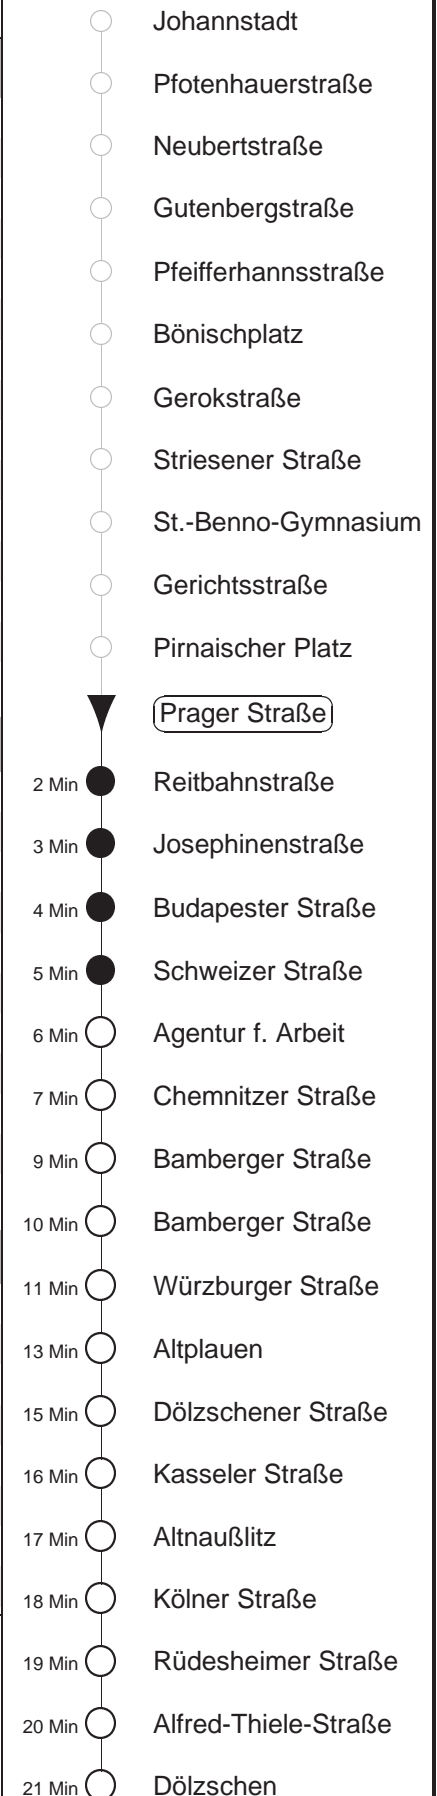 Johannstadt
Pfotenhauerstraße
Neubertstraße
Gutenbergstraße
Pfeifferhannsstraße
Bönischplatz
Gerokstraße
Striesener Straße
St.-Benno-Gymnasium
Gerichtsstraße
Pirnaischer Platz
Prager Straße
2 Min Reitbahnstraße
3 Min Josephinenstraße
4 Min Budapester Straße
5 Min Schweizer Straße
6 Min Agentur f. Arbeit
7 Min Chemnitzer Straße
9 Min Bamberger Straße
10 Min Bamberger Straße
11 Min Würzburger Straße
13 Min Altplauen
15 Min Dölzschener Straße
16 Min Kasseler Straße
17 Min Altnaußlitz
18 Min Kölner Straße
19 Min Rüdesheimer Straße
20 Min Alfred-Thiele-Straße
21 Min Dölzschen